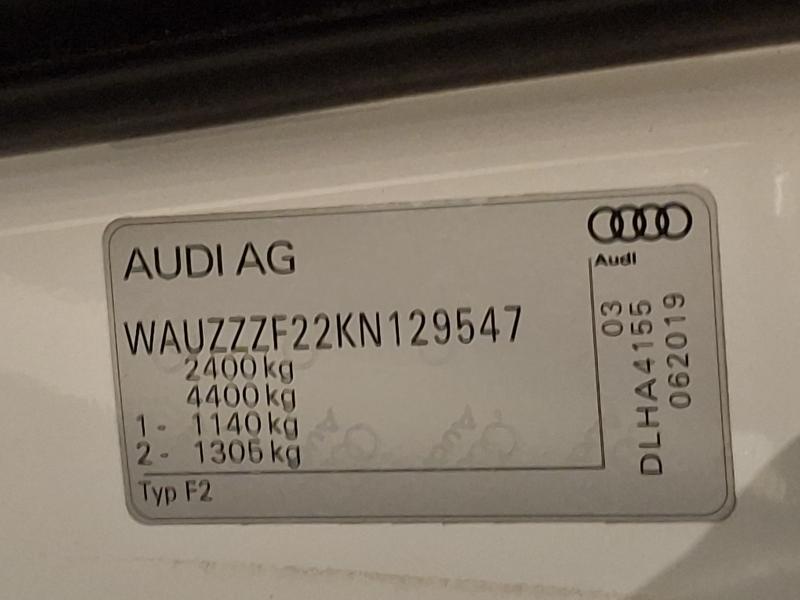 AUDI AG
Audi
WAUZZZF22KN129547
2400 kg
4400 kg
1 - 1140 kg
2 - 1305 kg
Typ F2
03
DLHA4155
062019